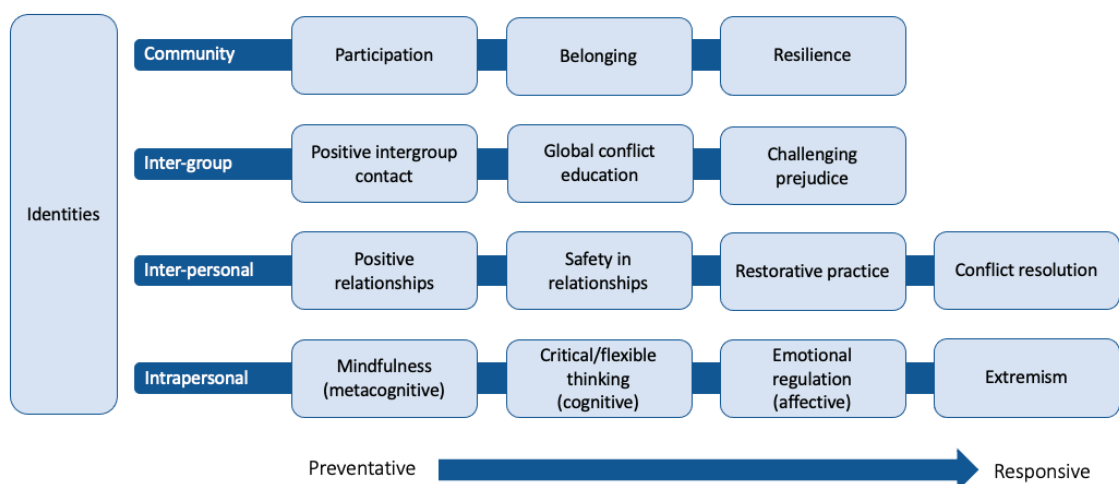 Identities
Community
Participation
Belonging
Resilience
Inter-group
Positive intergroup
contact
Global conflict
education
Challenging
prejudice
Inter-personal
Positive
relationships
Safety in
relationships
Restorative practice
Conflict resolution
Intrapersonal
Mindfulness
(metacognitive)
Critical/flexible
thinking
(cognitive)
Emotional
regulation
(affective)
Extremism
Preventative
Responsive